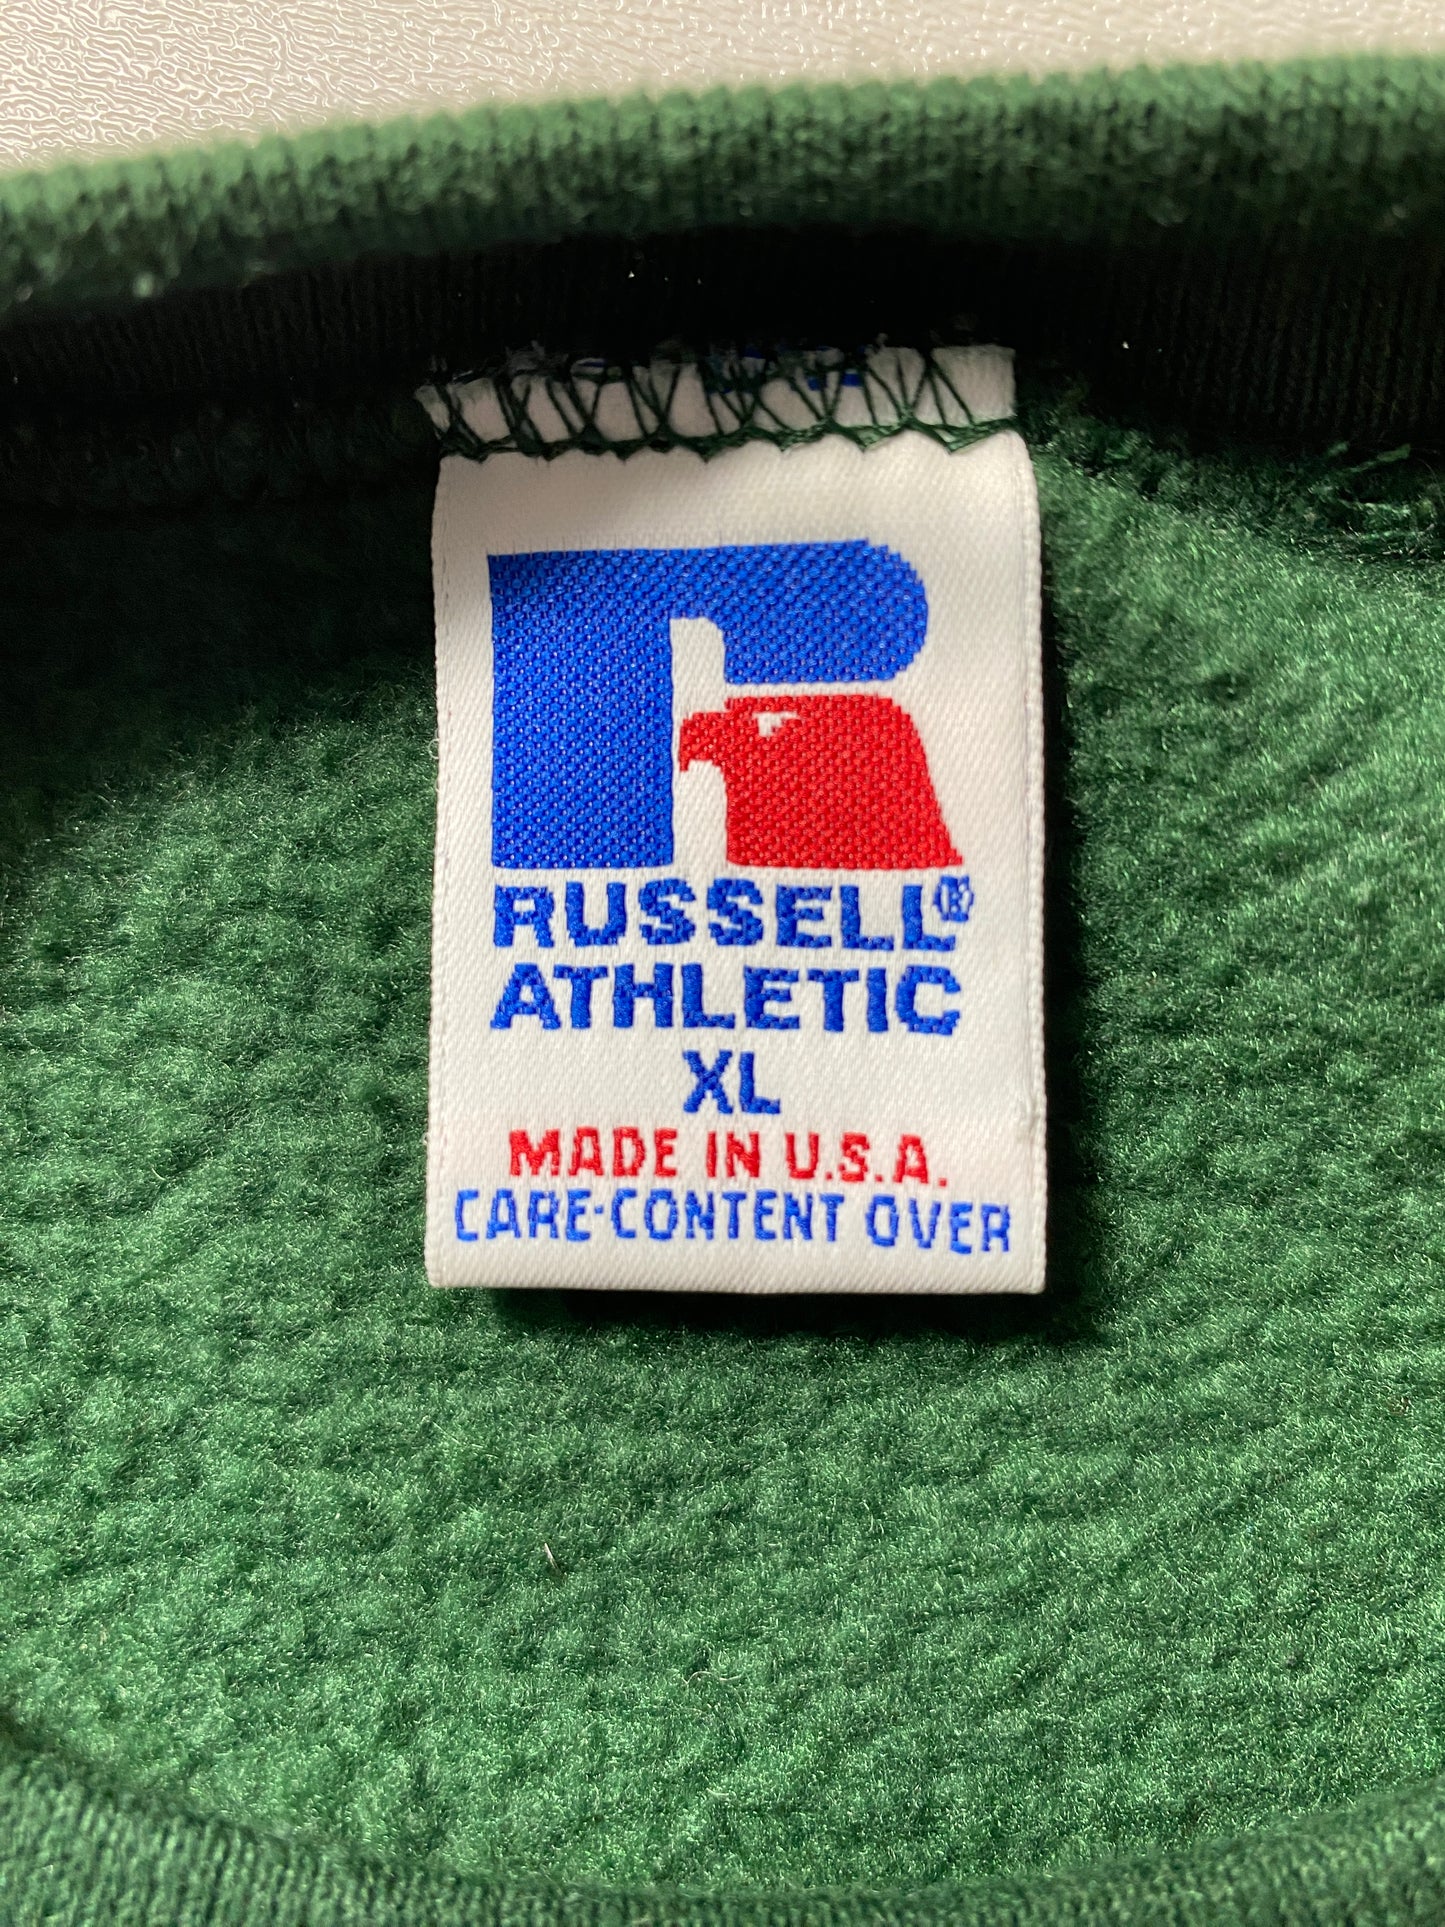 RUSSELL®
ATHLETIC
XL
MADE IN U.S.A.
CARE-CONTENT OVER